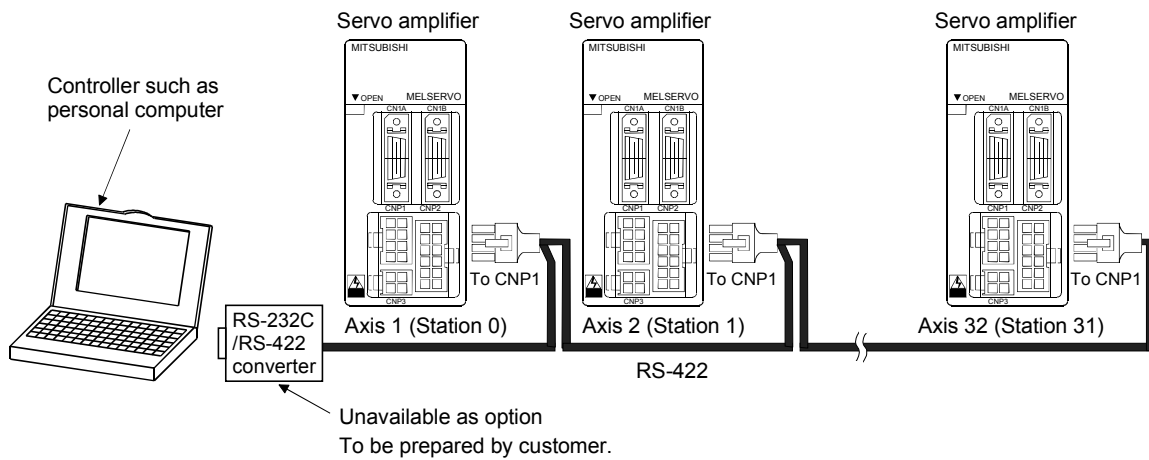 Servo amplifier
Servo amplifier
Servo amplifier
MITSUBISHI
MITSUBISHI
MITSUBISHI
Controller such as
personal computer
▼OPEN MELSERVO
▼OPEN MELSERVO
▼OPEN MELSERVO
CN1A CN1B
CN1A CN1B
CN1A CN1B
CNP1 CNP2
CNP1 CNP2
CNP1 CNP2
To CNP1
To CNP1
To CNP1
CNP3
CNP3
CNP3
RS-232C
/RS-422
converter
Axis 1 (Station 0)
Axis 2 (Station 1)
Axis 32 (Station 31)
RS-422
Unavailable as option
To be prepared by customer.